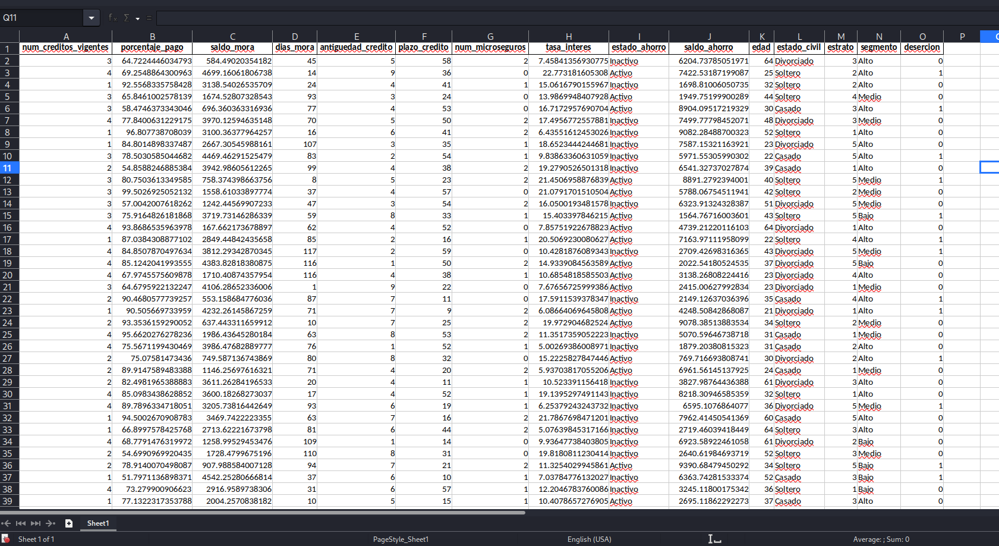 Q11
fx Σ =
A B C D E F G H I J K L M N O P
1 num_creditos_vigentes porcentaje_pago saldo_mora dias_mora antiguedad_credito plazo_credito num_microseguros tasa_interes estado_ahorro saldo_ahorro edad estado_civil estrato segmento desercion
2 3 64.7224446034793 584.49020354182 45 5 58 2 7.45841356930775 Inactivo 6204.73785051971 64 Divorciado 3 Alto 0
3 4 69.2548864300963 4699.16061806738 14 9 36 0 22.773181605308 Activo 7422.53187199087 25 Soltero 2 Alto 1
4 1 92.5568335758428 3138.54026535709 24 4 41 1 15.0616790155967 Inactivo 1698.81006050735 32 Soltero 2 Alto 0
5 3 65.8461002578139 1674.52807328543 93 3 24 0 13.9869948407928 Activo 1949.75199900289 44 Soltero 4 Medio 0
6 3 58.4746373343046 696.360363316936 77 4 53 0 16.7172957690704 Activo 8904.09517219329 30 Casado 3 Alto 1
7 4 77.8400631229175 3970.12594635148 70 5 50 2 17.4956772557881 Inactivo 7499.77798452071 48 Divorciado 3 Medio 0
8 1 96.807738708039 3100.36377964257 16 6 41 2 6.43551612453026 Inactivo 9082.28488700323 52 Soltero 1 Alto 0
9 1 84.8014898337487 2667.30545988161 107 3 35 1 18.6523444244681 Inactivo 7587.15321163921 23 Divorciado 5 Alto 0
10 3 78.5030585044682 4469.46291525479 83 2 54 1 9.83863360631059 Inactivo 5971.55305990302 22 Casado 5 Alto 1
11 2 54.8588246885384 3942.98605612265 99 4 38 2 19.2790526501318 Inactivo 6541.32737027874 39 Casado 1 Alto 0
12 3 80.7503613349585 758.374398663756 8 5 23 2 21.4506958876839 Activo 8891.2792394001 40 Soltero 5 Medio 1
13 3 99.5026925052132 1558.61033897774 37 4 57 0 21.0791701510504 Activo 5788.06754511941 42 Soltero 2 Medio 0
14 3 57.0042007618262 1242.44569907233 47 3 54 2 16.0500193481578 Inactivo 6323.91324328387 51 Divorciado 5 Medio 0
15 3 75.9164826181868 3719.73146286339 59 8 33 1 15.403397846215 Activo 1564.76716003601 43 Soltero 5 Bajo 1
16 4 93.8686535963978 167.662173678897 62 4 52 0 7.85751922678823 Activo 4739.21220116103 64 Divorciado 1 Alto 0
17 1 87.0384308877102 2849.44842435658 85 2 16 1 20.5069230080627 Activo 7163.97111958099 22 Soltero 4 Alto 1
18 4 84.8507870497634 3812.29342870345 117 2 59 0 10.4281876089343 Inactivo 2709.42698316365 43 Divorciado 5 Medio 1
19 4 85.1242041993555 4383.82818380875 116 1 50 2 14.9339084563589 Activo 2022.54180524535 37 Divorciado 5 Bajo 0
20 4 67.9745575609878 1710.40874357954 116 4 38 1 10.6854818585503 Activo 3138.26808224416 23 Divorciado 4 Alto 0
21 3 64.6795922132247 4106.28652336006 1 9 22 0 7.67656725999386 Activo 2415.00627992834 23 Divorciado 1 Medio 0
22 2 90.4680577739257 553.158684776036 87 7 11 0 17.5911539378347 Inactivo 2149.12637036396 35 Casado 4 Alto 1
23 1 90.505669733959 4232.26145867259 71 7 9 2 6.08664069645808 Activo 4248.50842868087 21 Divorciado 1 Alto 1
24 2 93.3536159290052 637.443311659912 10 7 25 2 19.972904682524 Activo 9078.38513883534 34 Soltero 2 Medio 0
25 4 95.6620276278236 1986.43645280184 63 8 53 2 11.3517359052223 Inactivo 5070.59646738718 31 Casado 1 Medio 0
26 4 75.5671199430469 3986.47682889777 76 1 52 1 5.00269386008971 Inactivo 1879.20380815323 31 Casado 2 Alto 0
27 2 75.07581473436 749.587136743869 80 8 32 0 15.2225827847446 Activo 769.716693808741 30 Divorciado 2 Alto 1
28 2 89.9147589483388 1146.25697616321 71 4 20 2 5.93703817055206 Activo 6961.56145137925 24 Casado 1 Medio 0
29 2 82.4981965388883 3611.26284196533 20 4 11 1 10.523391156418 Inactivo 3827.98764436388 61 Divorciado 3 Alto 0
30 4 85.0983438628852 3600.18268273037 17 4 52 1 19.1395297491143 Inactivo 8218.30946585359 32 Soltero 1 Alto 0
31 4 89.7896334718051 3205.73816442649 93 6 19 1 6.25379243243732 Inactivo 6595.1076864077 36 Divorciado 5 Medio 1
32 1 94.5002670908783 3469.7422223355 63 7 16 2 21.7867698471201 Inactivo 7962.41450541369 60 Casado 5 Alto 0
33 1 66.8997578425768 2713.62221673798 81 6 44 2 5.07639845317166 Inactivo 2719.46039418449 64 Soltero 3 Alto 0
34 4 68.7791476319972 1258.99529453476 109 1 14 0 9.93647738403805 Inactivo 6923.58922461058 61 Divorciado 2 Bajo 0
35 2 54.6990969920435 1728.4799675196 110 8 31 0 19.8180811230414 Inactivo 2640.61984693719 52 Soltero 3 Medio 0
36 2 78.9140070498087 907.988584007128 94 7 21 2 11.3254029945861 Activo 9390.68479450292 34 Soltero 5 Bajo 1
37 1 51.7971136898371 4542.25280666814 37 6 10 1 7.03784776132027 Inactivo 6363.74281533374 52 Casado 3 Bajo 1
38 4 73.279900906623 2916.9589738306 31 6 57 1 12.2046783760086 Inactivo 3245.11800175342 36 Soltero 1 Bajo 0
39 1 77.1322317353788 2004.2570838182 10 5 15 1 10.4078657276905 Activo 2695.11862292273 37 Casado 3 Alto 0
Sheet1
Sheet 1 of 1 PageStyle_Sheet1 English (USA) Average: ; Sum: 0